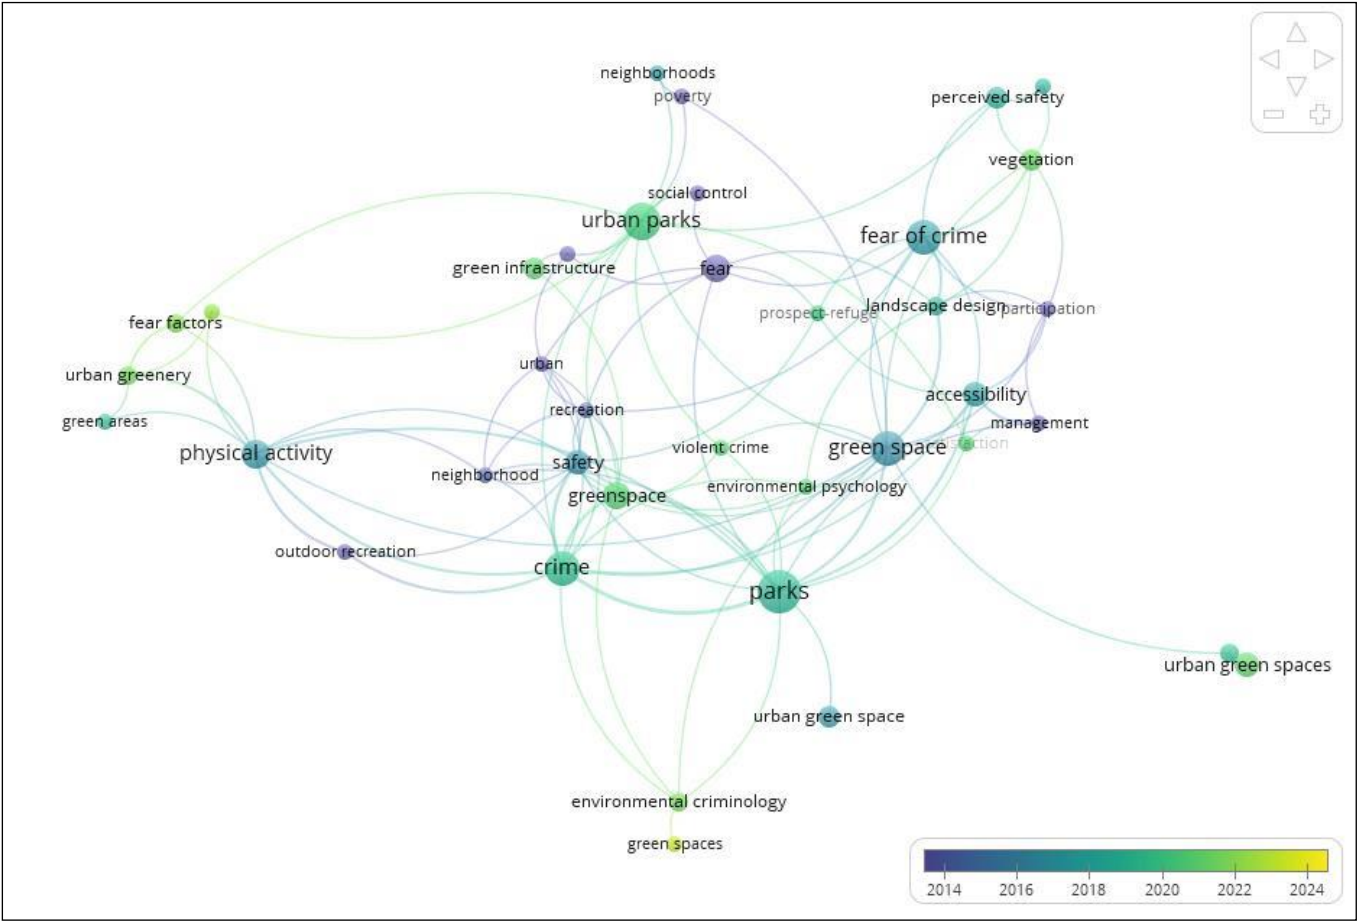 neighborhoods
poverty
perceived safety
vegetation
social control
urban parks
fear of crime
green infrastructure
fear
landscape design
participation
prospect-refuge
fear factors
urban
urban greenery
accessibility
recreation
green areas
management
physical activity
violent crime
green space
safety
neighborhood
environmental psychology
greenspace
outdoor recreation
crime
parks
urban green spaces
urban green space
environmental criminology
green spaces
2014 2016 2018 2020 2022 2024